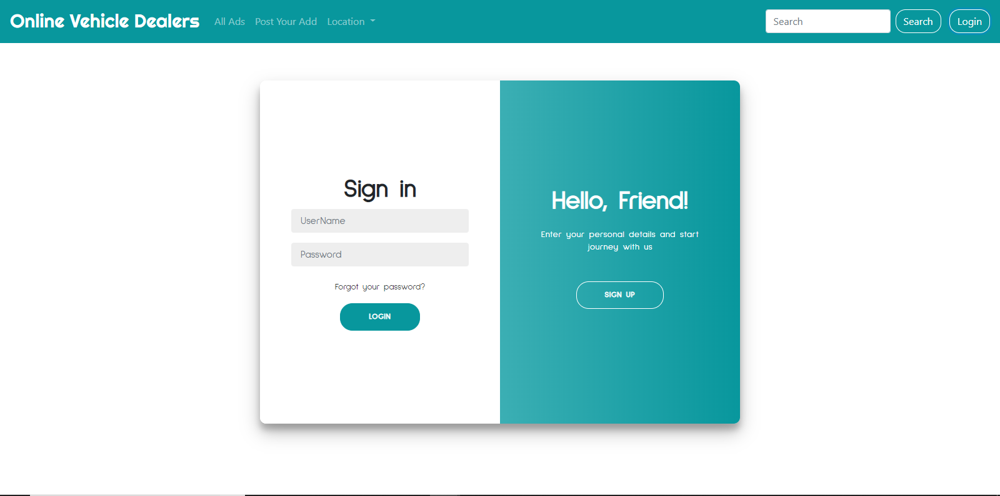 Online Vehicle Dealers All Ads Post Your Add Location Search Search Login
Sign in
UserName
Password
Forgot your password?
LOGIN
Hello, Friend!
Enter your personal details and start
journey with us
SIGN UP